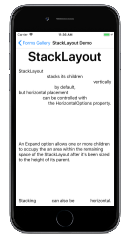 Carrier 11:39 AM
Forms Gallery StackLayout Demo
StackLayout
StackLayout
stacks its children
vertically
by default,
but horizontal placement
can be controlled with
the HorizontalOptions property.
An Expand option allows one or more children
to occupy the an area within the remaining
space of the StackLayout after it's been sized
to the height of its parent.
Stacking can also be horizontal.